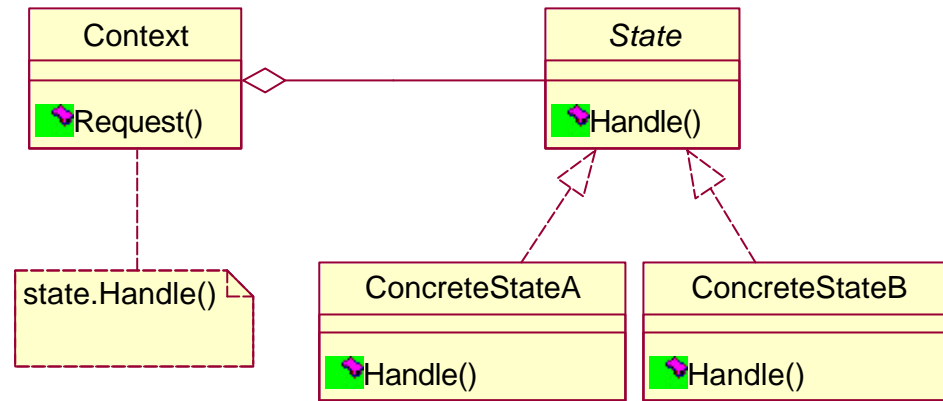 Context
State
Request()
Handle()
state.Handle()
ConcreteStateA
ConcreteStateB
Handle()
Handle()